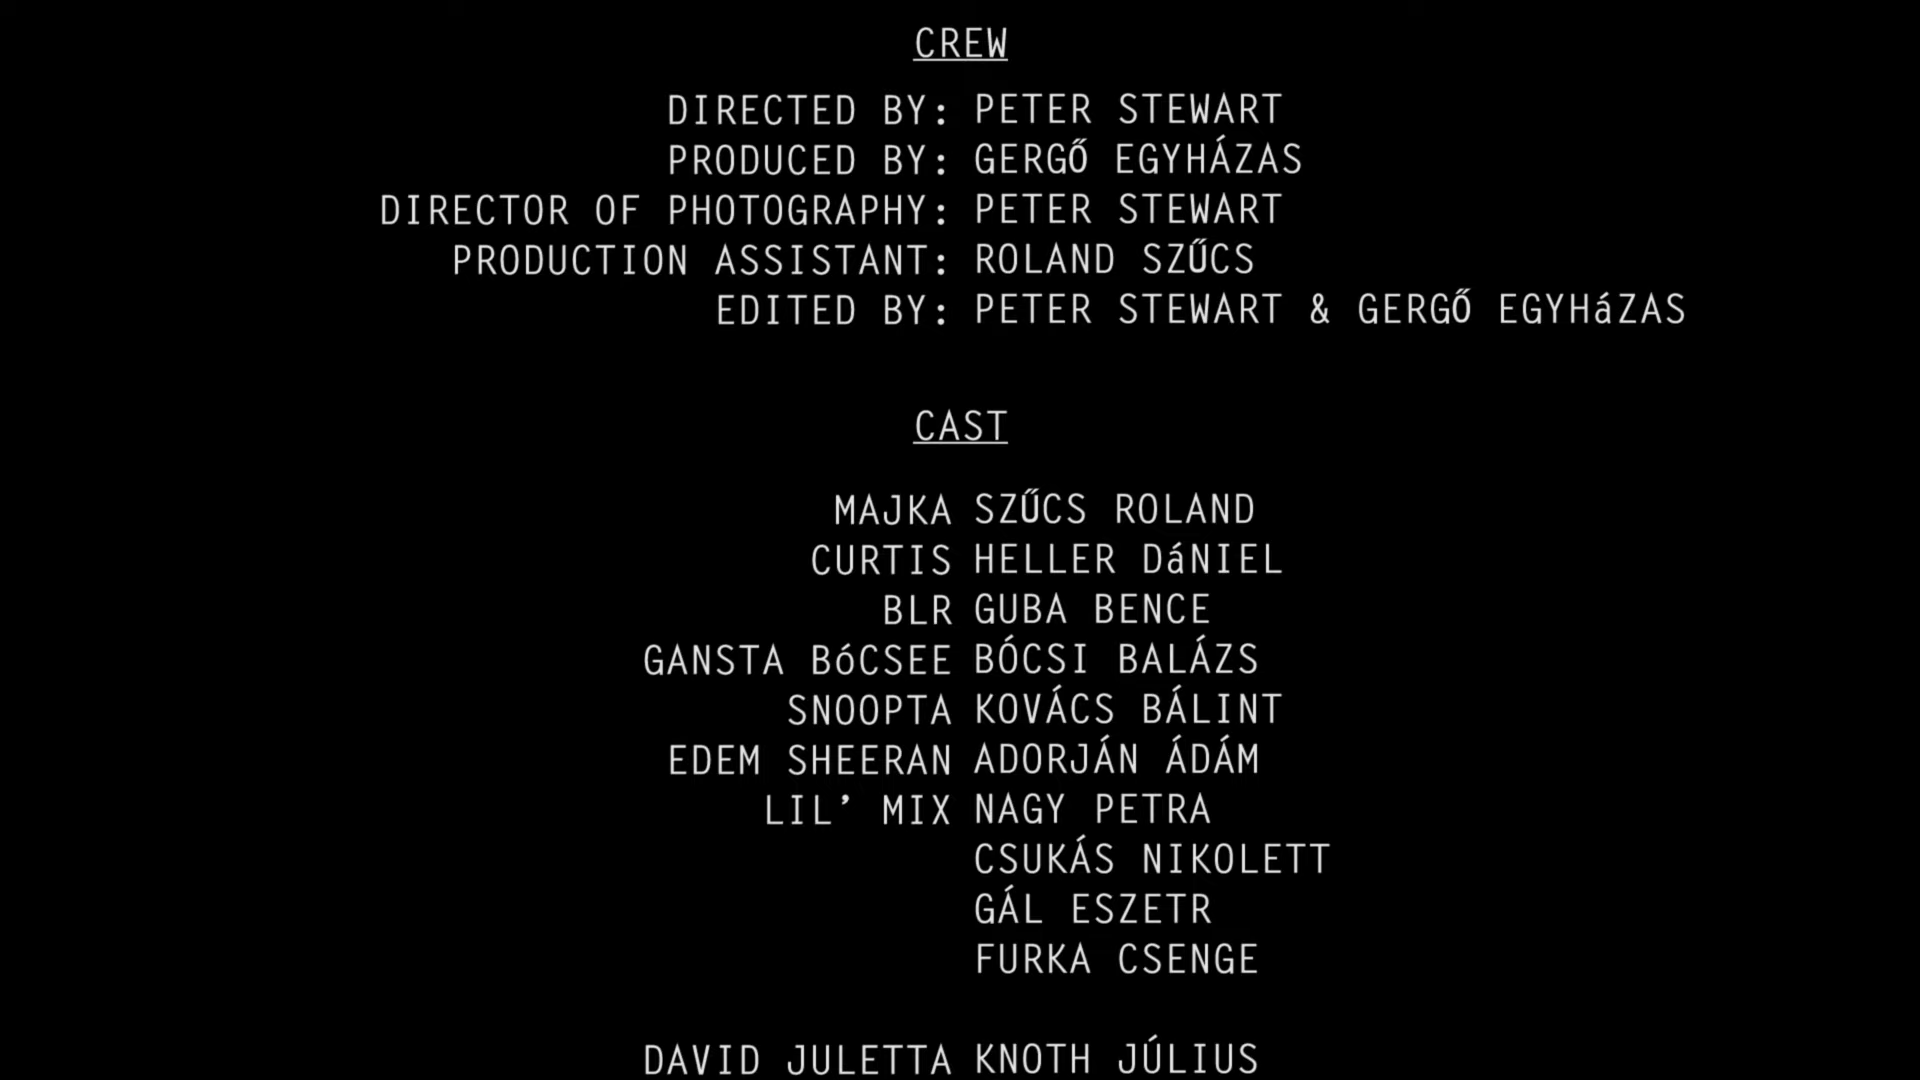 CREW
DIRECTED BY: PETER STEWART
PRODUCED BY: GERGŐ EGYHÁZAS
DIRECTOR OF PHOTOGRAPHY: PETER STEWART
PRODUCTION ASSISTANT: ROLAND SZŰCS
EDITED BY: PETER STEWART & GERGŐ EGYHáZAS
CAST
MAJKA SZŰCS ROLAND
CURTIS HELLER DáNIEL
BLR GUBA BENCE
GANSTA BóCSEE BÓCSI BALÁZS
SNOOPTA KOVÁCS BÁLINT
EDEM SHEERAN ADORJÁN ÁDÁM
LIL’ MIX NAGY PETRA
CSUKÁS NIKOLETT
GÁL ESZETR
FURKA CSENGE
DAVID JULETTA KNOTH JÚLIUS